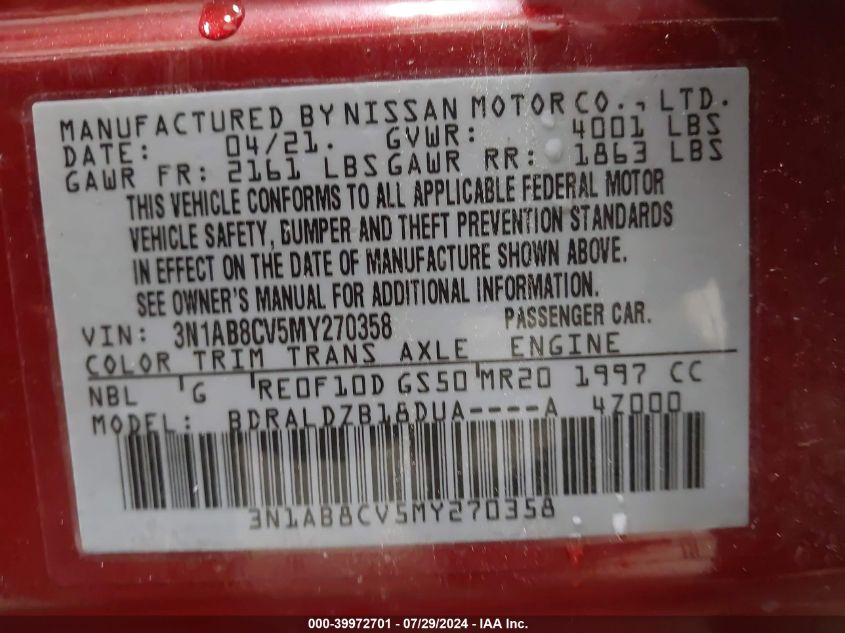 MANUFACTURED BY NISSAN MOTOR CO., LTD.
DATE: 04/21. GVWR: 4001 LBS
GAWR FR: 2161 LBS GAWR RR: 1863 LBS
THIS VEHICLE CONFORMS TO ALL APPLICABLE FEDERAL MOTOR
VEHICLE SAFETY, BUMPER AND THEFT PREVENTION STANDARDS
IN EFFECT ON THE DATE OF MANUFACTURE SHOWN ABOVE.
SEE OWNER'S MANUAL FOR ADDITIONAL INFORMATION.
VIN: 3N1AB8CV5MY270358 PASSENGER CAR.
COLOR TRIM TRANS AXLE ENGINE
NBL 'G 'RE0F10D GS50 'MR20 1997 CC
MODEL: BDRALDZB18DUA----A 4Z000
3N1AB8CV5MY270358
000-39972701 - 07/29/2024 - IAA Inc.